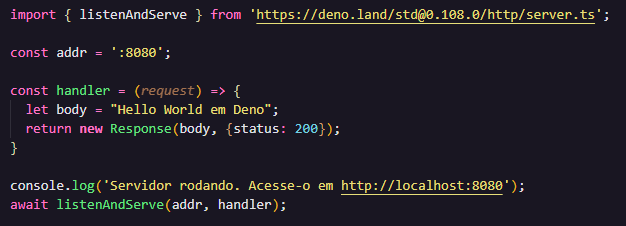 import { listenAndServe } from 'https://deno.land/std@0.108.0/http/server.ts';
const addr = ':8080';
const handler = (request) => {
  let body = "Hello World em Deno";
  return new Response(body, {status: 200});
}
console.log('Servidor rodando. Acesse-o em http://localhost:8080');
await listenAndServe(addr, handler);